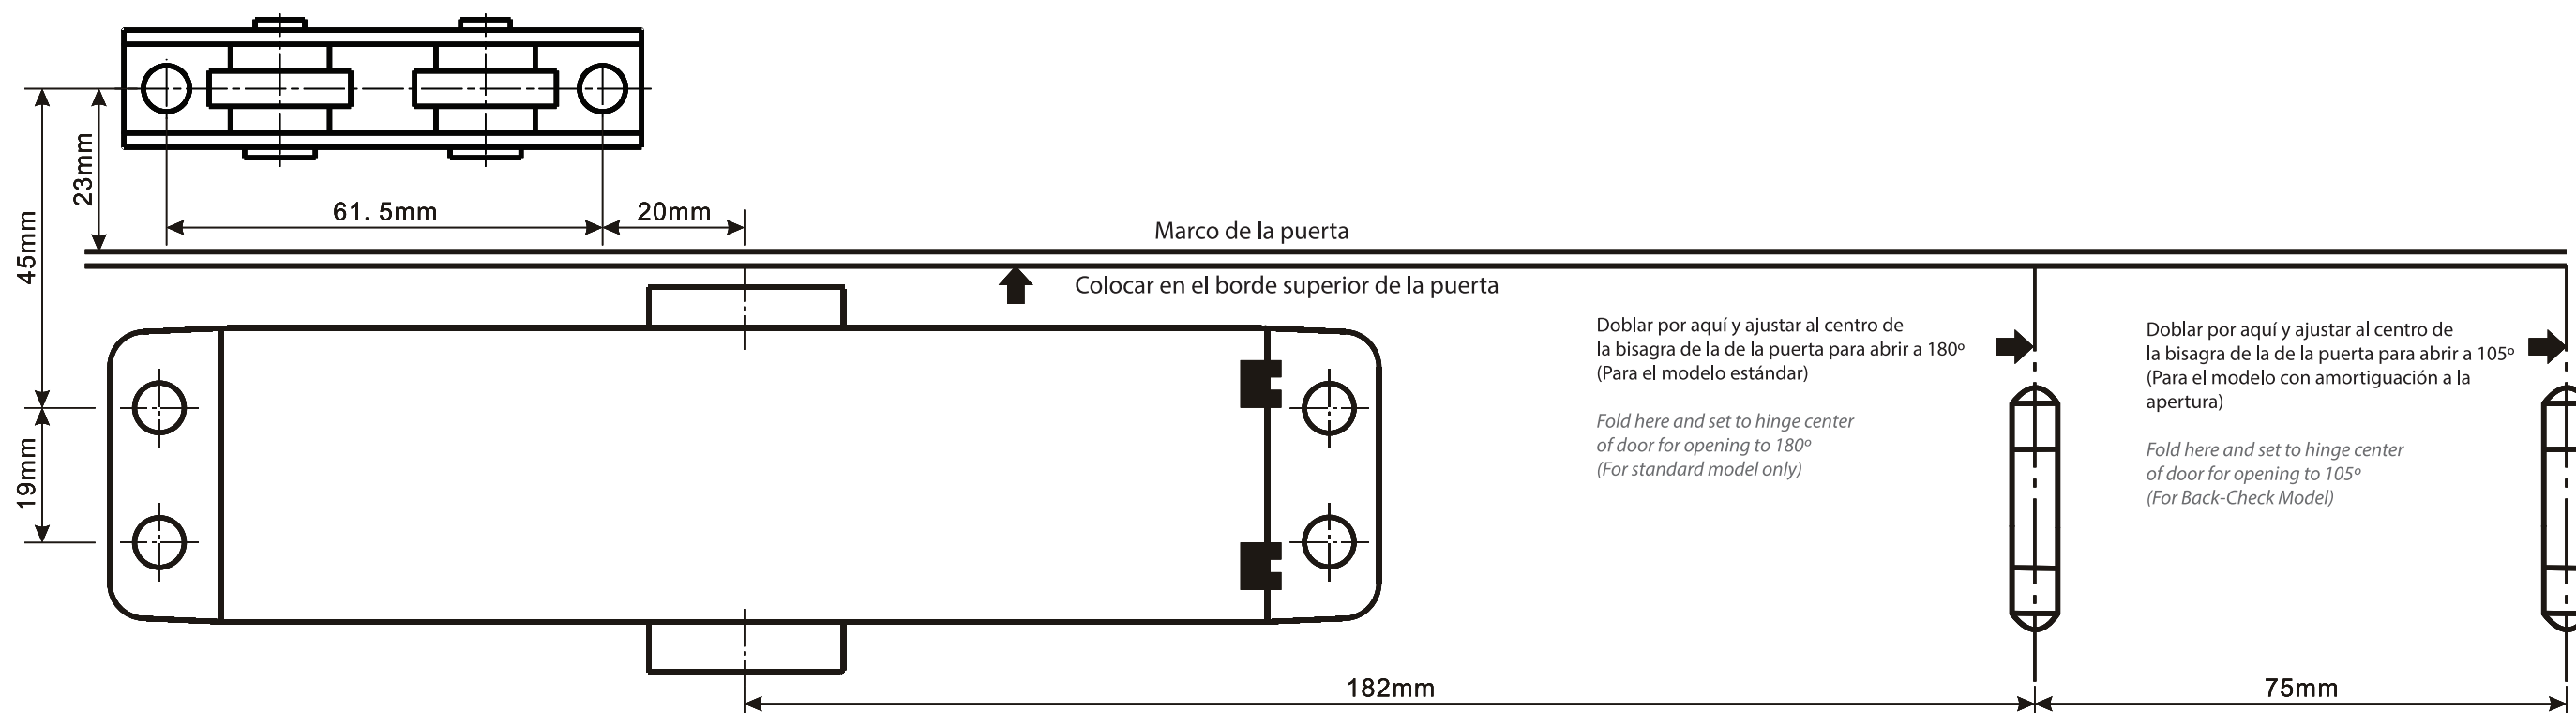 23mm
45mm
61. 5mm
20mm
Marco de la puerta
Colocar en el borde superior de la puerta
19mm
Doblar por aquí y ajustar al centro de
la bisagra de la de la puerta para abrir a 180º
(Para el modelo estándar)
Fold here and set to hinge center
of door for opening to 180º
(For standard model only)
Doblar por aquí y ajustar al centro de
la bisagra de la de la puerta para abrir a 105º
(Para el modelo con amortiguación a la
apertura)
Fold here and set to hinge center
of door for opening to 105º
(For Back-Check Model)
182mm
75mm